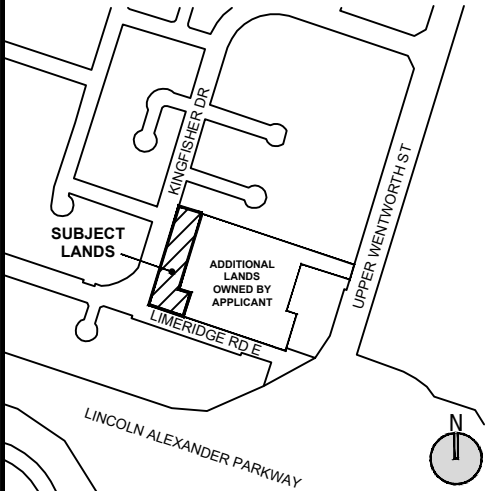 KINGFISHER DR
UPPER WENTWORTH ST
SUBJECT
LANDS
ADDITIONAL
LANDS
OWNED BY
APPLICANT
LIMERIDGE RD E
LINCOLN ALEXANDER PARKWAY
N